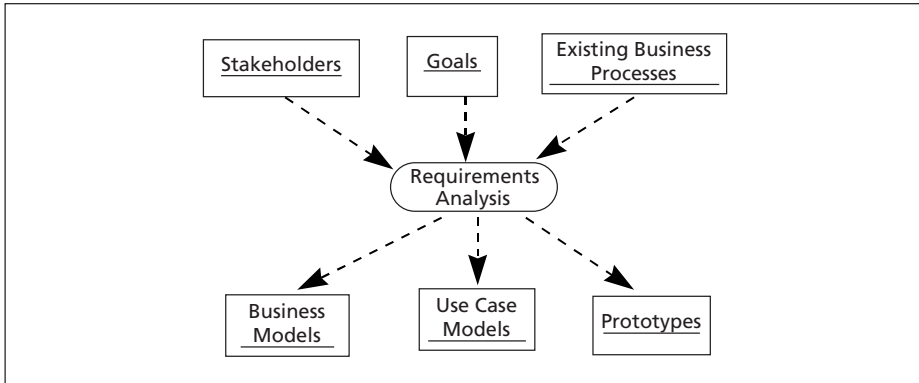 Stakeholders
Goals
Existing Business
Processes
Requirements
Analysis
Business
Models
Use Case
Models
Prototypes